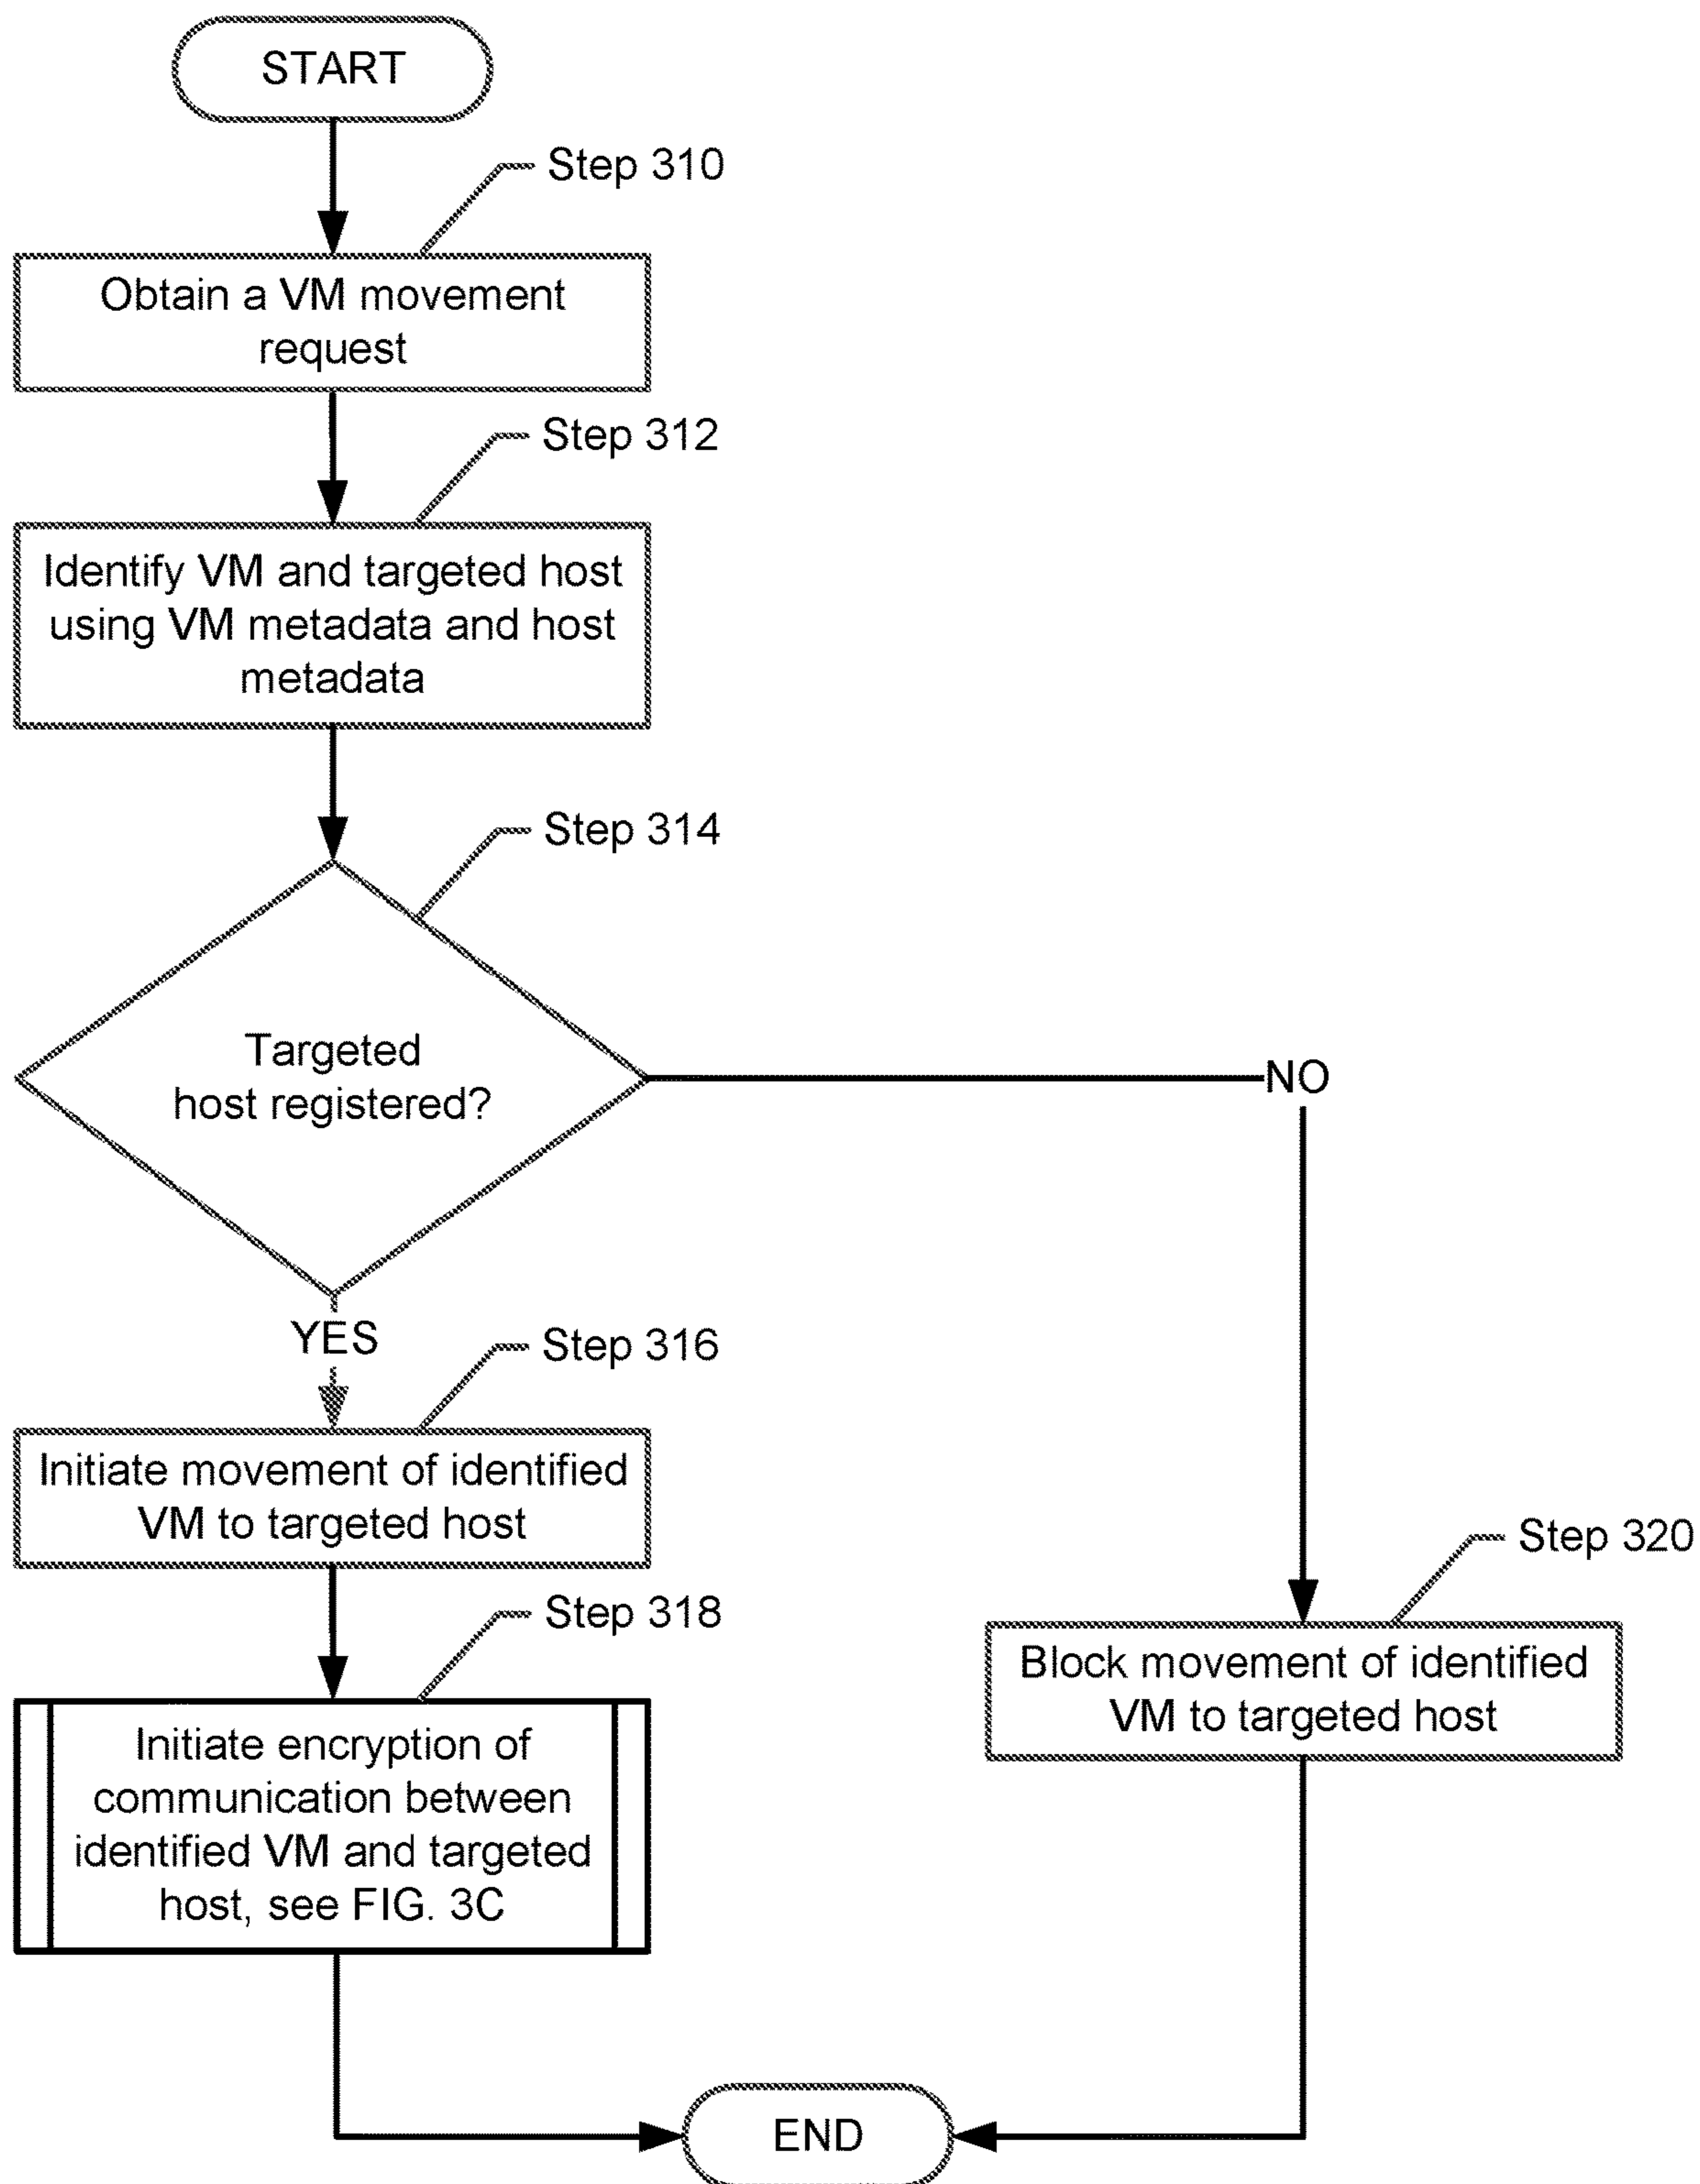 START
Step 310
Obtain a VM movement
request
Step 312
Identify VM and targeted host
using VM metadata and host
metadata
Step 314
Targeted
host registered?
NO
YES
Step 316
Initiate movement of identified
VM to targeted host
Step 320
Block movement of identified
VM to targeted host
Step 318
Initiate encryption of
communication between
identified VM and targeted
host, see FIG. 3C
END